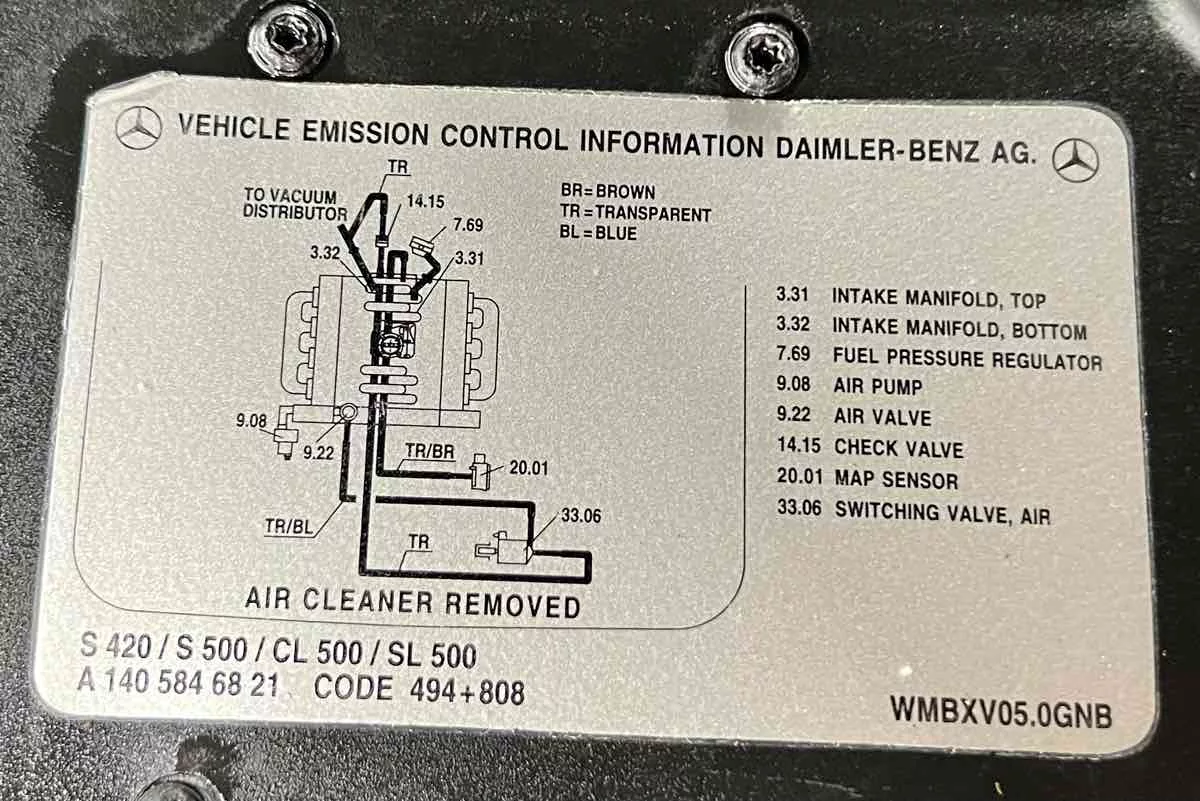 VEHICLE EMISSION CONTROL INFORMATION DAIMLER-BENZ AG.
TR
TO VACUUM
DISTRIBUTOR
14.15
7.69
3.32
3.31
BR=BROWN
TR=TRANSPARENT
BL=BLUE
9.08
9.22
TR/BR
20.01
TR/BL
33.06
TR
AIR CLEANER REMOVED
3.31 INTAKE MANIFOLD, TOP
3.32 INTAKE MANIFOLD, BOTTOM
7.69 FUEL PRESSURE REGULATOR
9.08 AIR PUMP
9.22 AIR VALVE
14.15 CHECK VALVE
20.01 MAP SENSOR
33.06 SWITCHING VALVE, AIR
S 420 / S 500 / CL 500 / SL 500
A 140 584 68 21 CODE 494+808
WMBXV05.0GNB